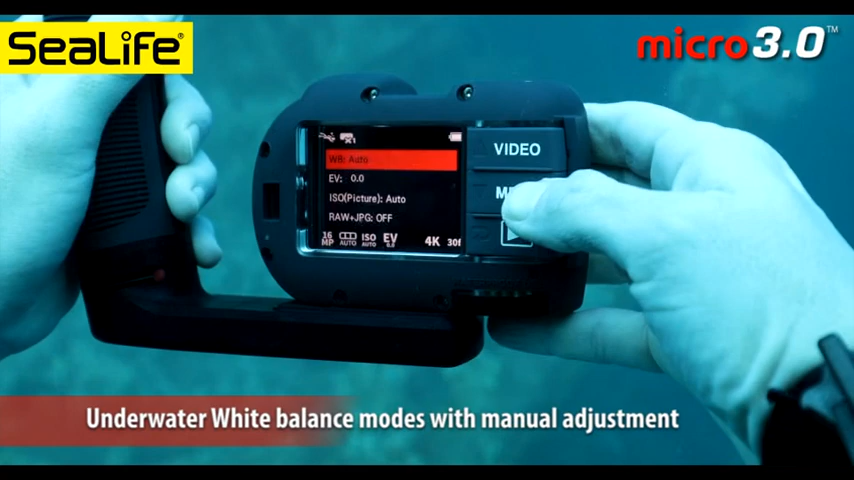 SeaLife®
micro3.0™
WB: Auto
EV: 0.0
ISO(Picture): Auto
RAW+JPG: OFF
16 MP AUTO ISO AUTO EV 0.0 4K 30f
VIDEO
Underwater White balance modes with manual adjustment